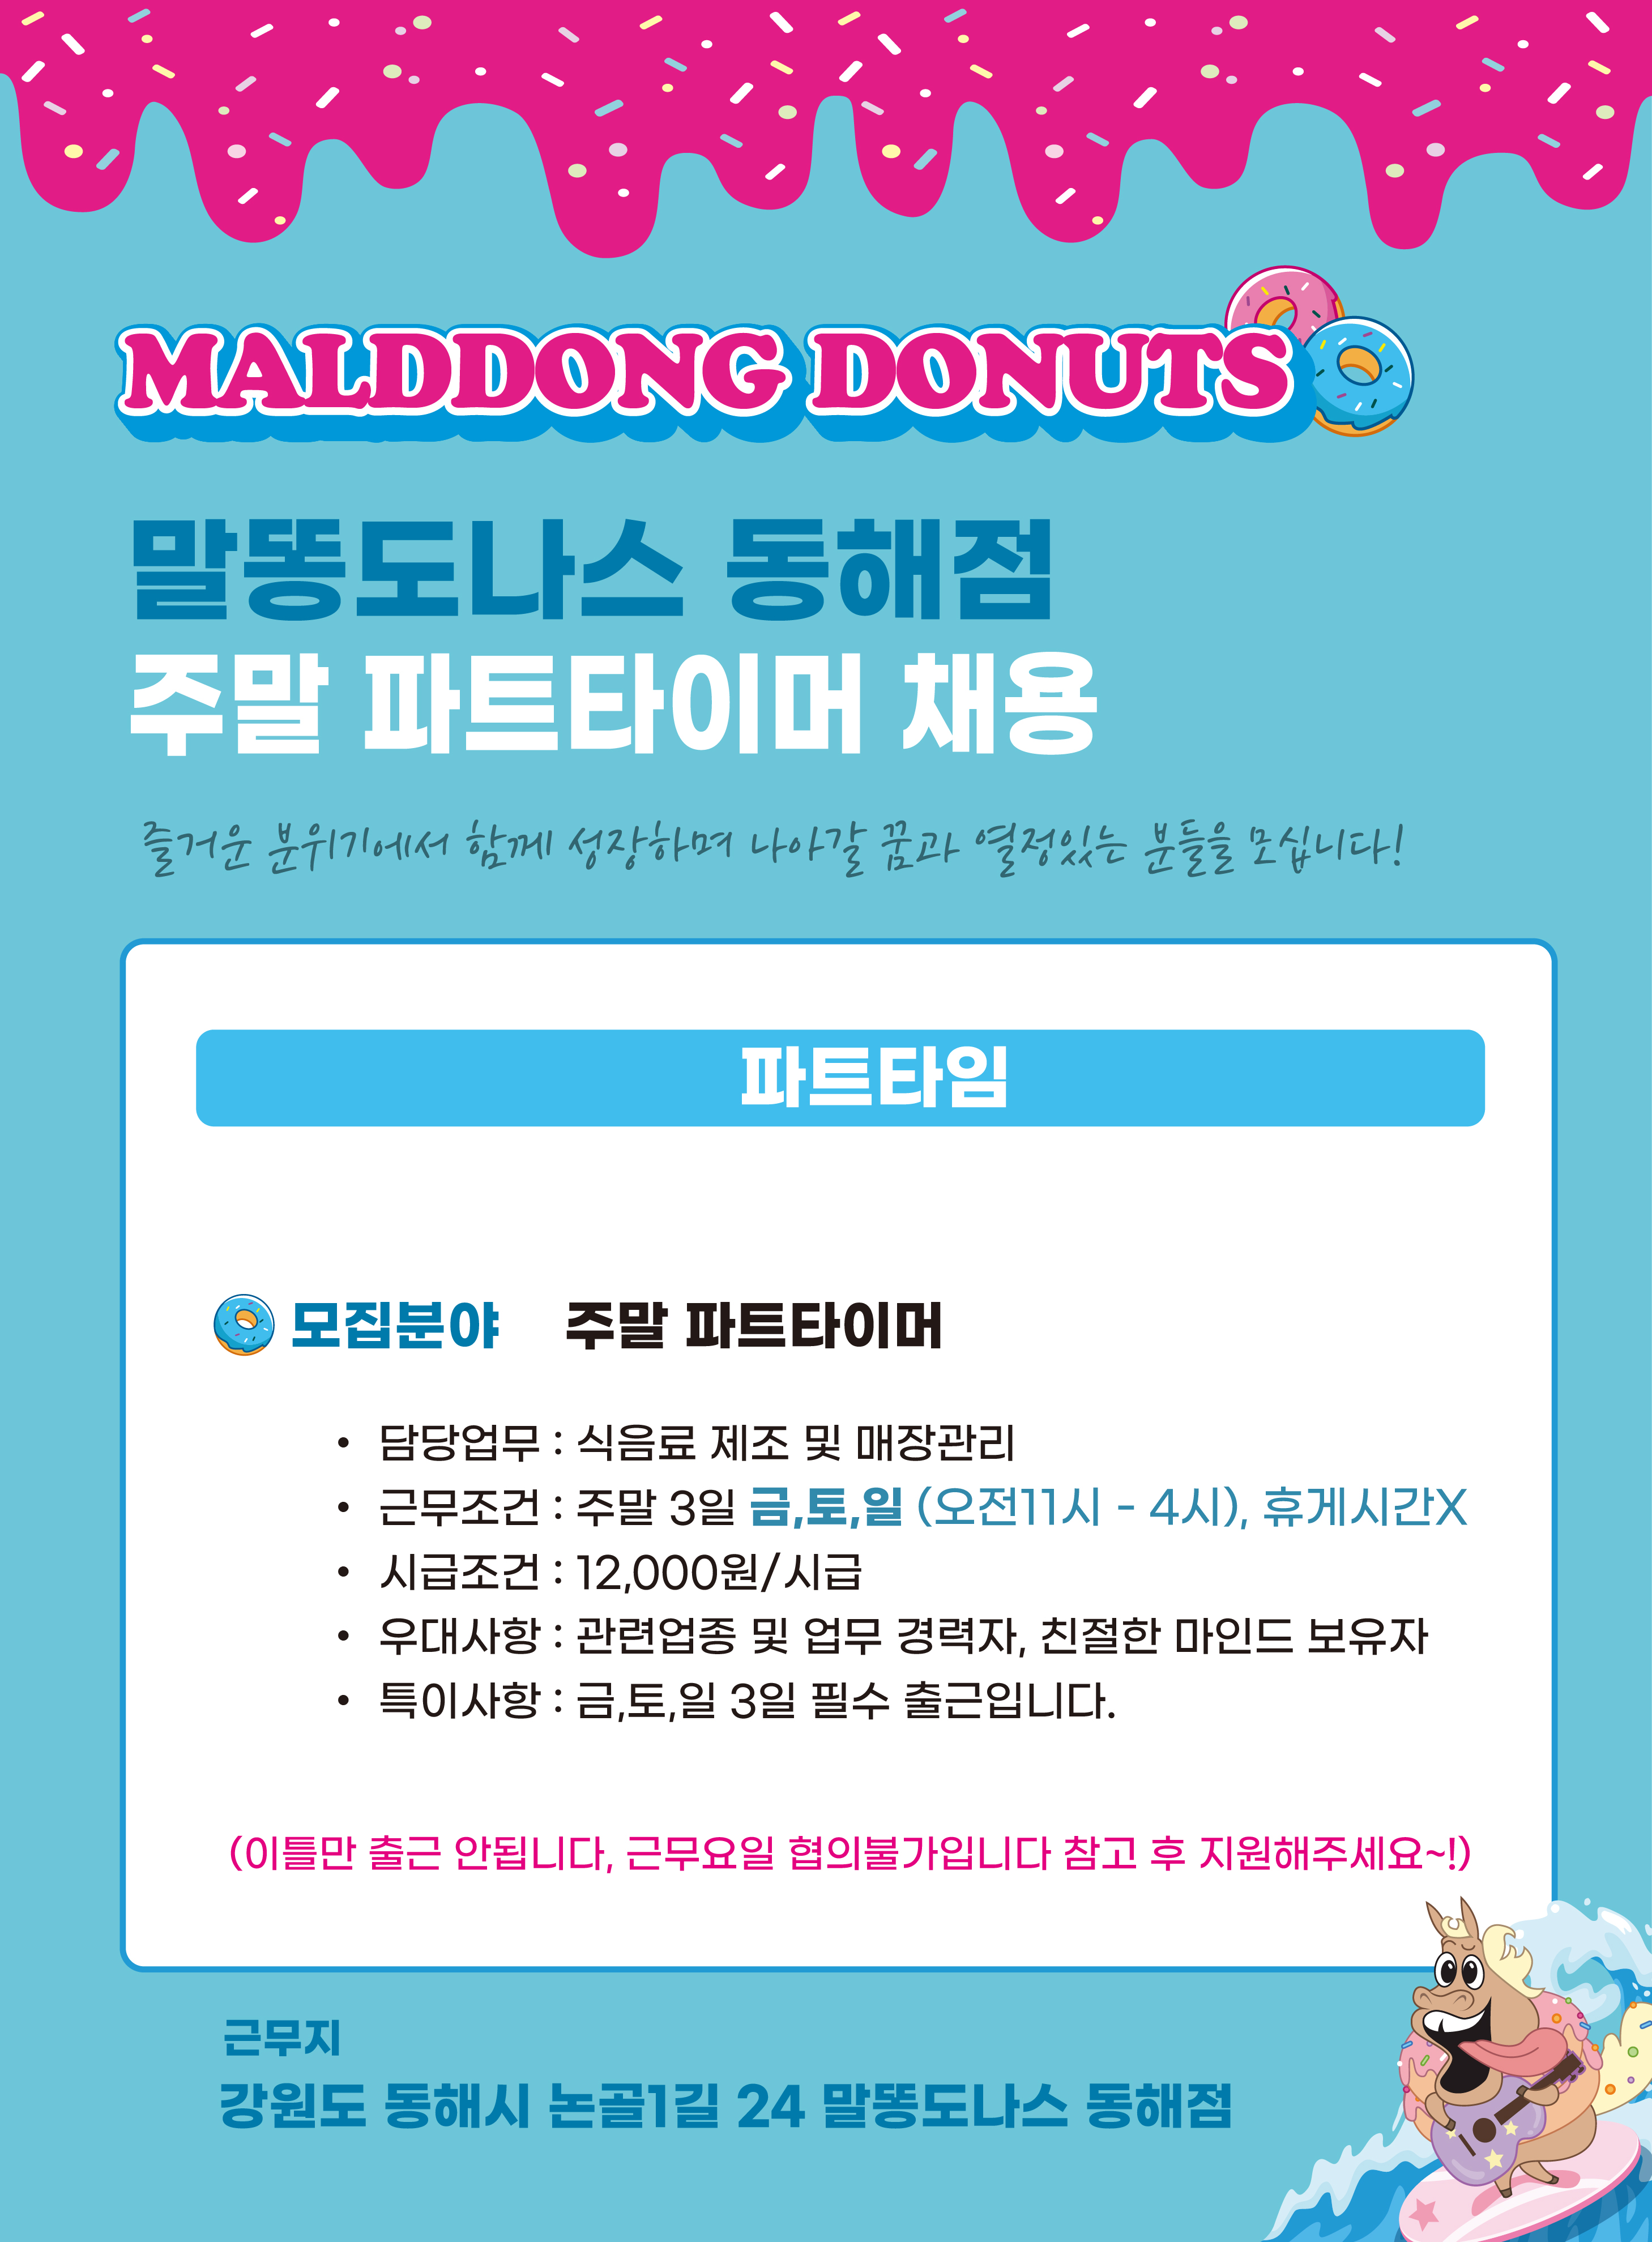 MALDDONG DONUTS
말똥도나스 동해점
주말 파트타이머 채용
즐거운 분위기에서 함께 성장하며 나아갈 꿈과 열정있는 분들을 모십니다!
파트타임
모집분야 주말 파트타이머
• 담당업무 : 식음료 제조 및 매장관리
• 근무조건 : 주말 3일 금,토,일 (오전11시 - 4시), 휴게시간X
• 시급조건 : 12,000원/시급
• 우대사항 : 관련업종 및 업무 경력자, 친절한 마인드 보유자
• 특이사항 : 금,토,일 3일 필수 출근입니다.
(이틀만 출근 안됩니다, 근무요일 협의불가입니다 참고 후 지원해주세요~!)
근무지
강원도 동해시 논골1길 24 말똥도나스 동해점